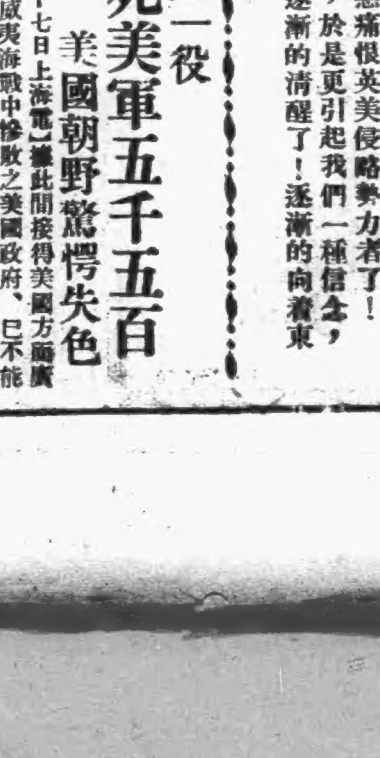 恨痛恨英美侵略勢力者了！
，於是更引起我們一種信念，
逐漸的清醒了！逐漸的向着東
一役
死美軍五千五百
美國朝野驚愕失色
十七日上海電】據此間接得美國方面廣
威夷海戰中慘敗之美國政府、已不能